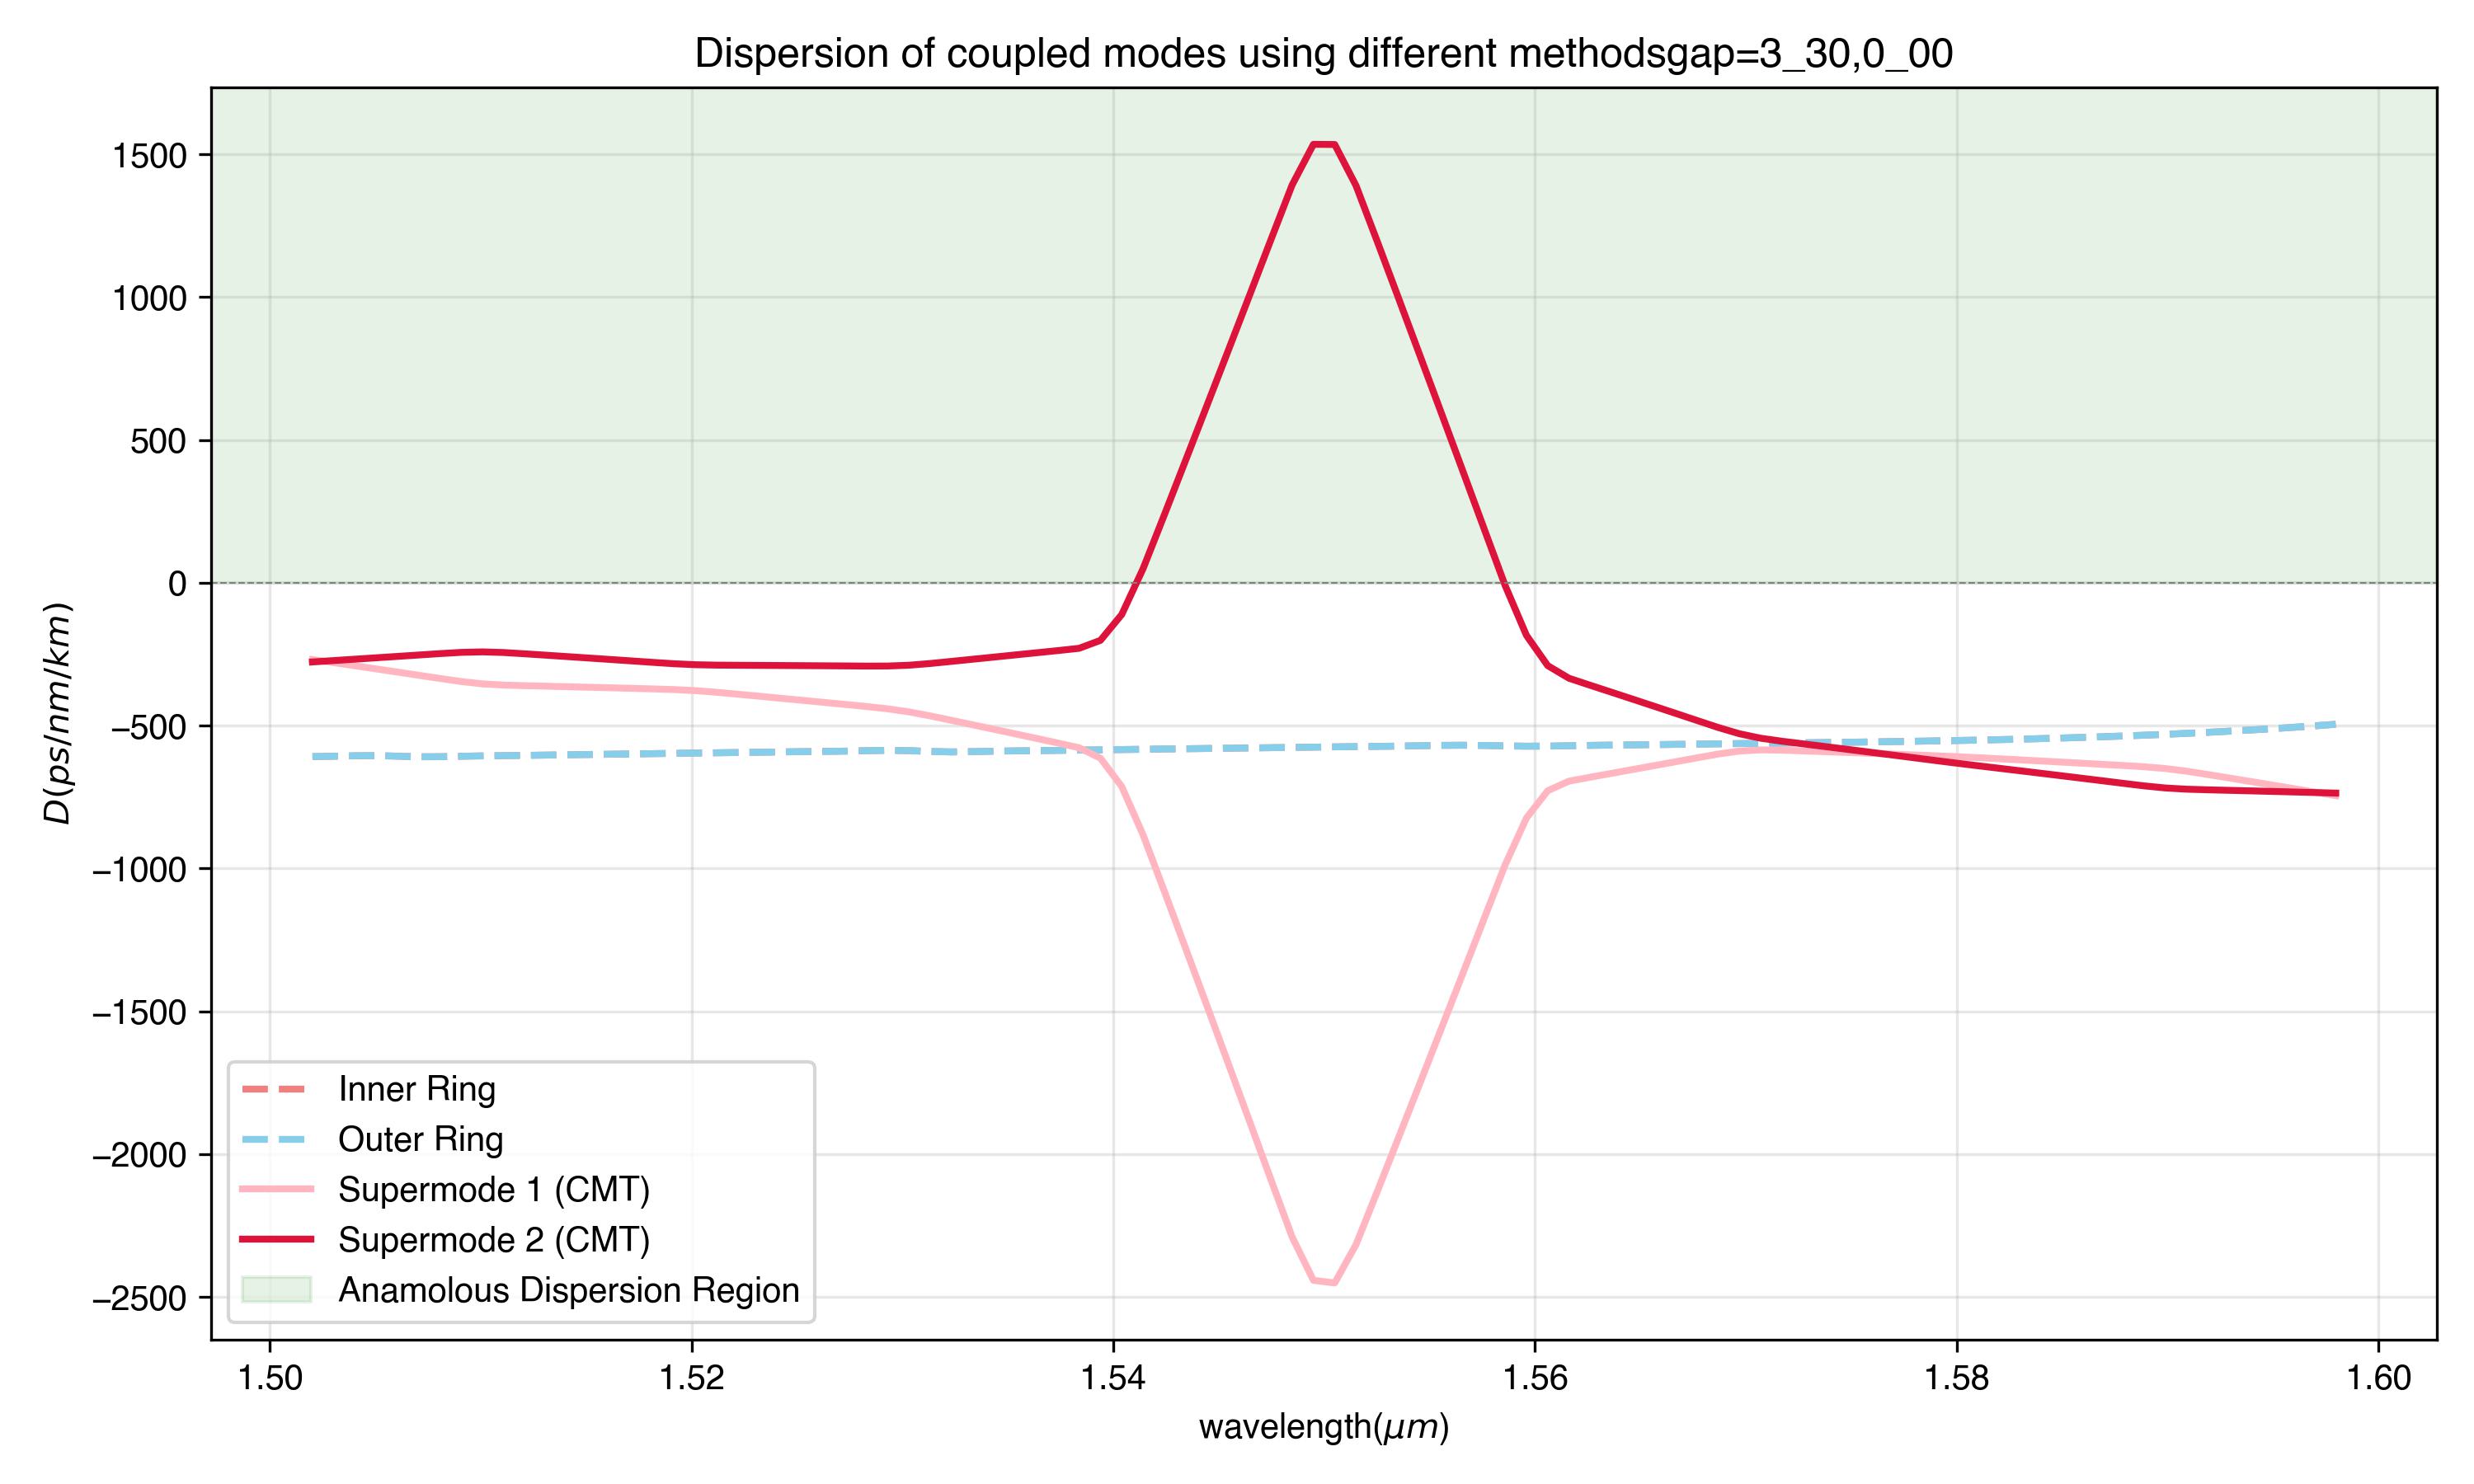 Dispersion of coupled modes using different methodsgap=3_30,0_00
D(ps/nm/km)
1500
1000
500
0
−500
−1000
−1500
−2000
−2500
Inner Ring
Outer Ring
Supermode 1 (CMT)
Supermode 2 (CMT)
Anamolous Dispersion Region
1.50 1.52 1.54 1.56 1.58 1.60
wavelength(μm)